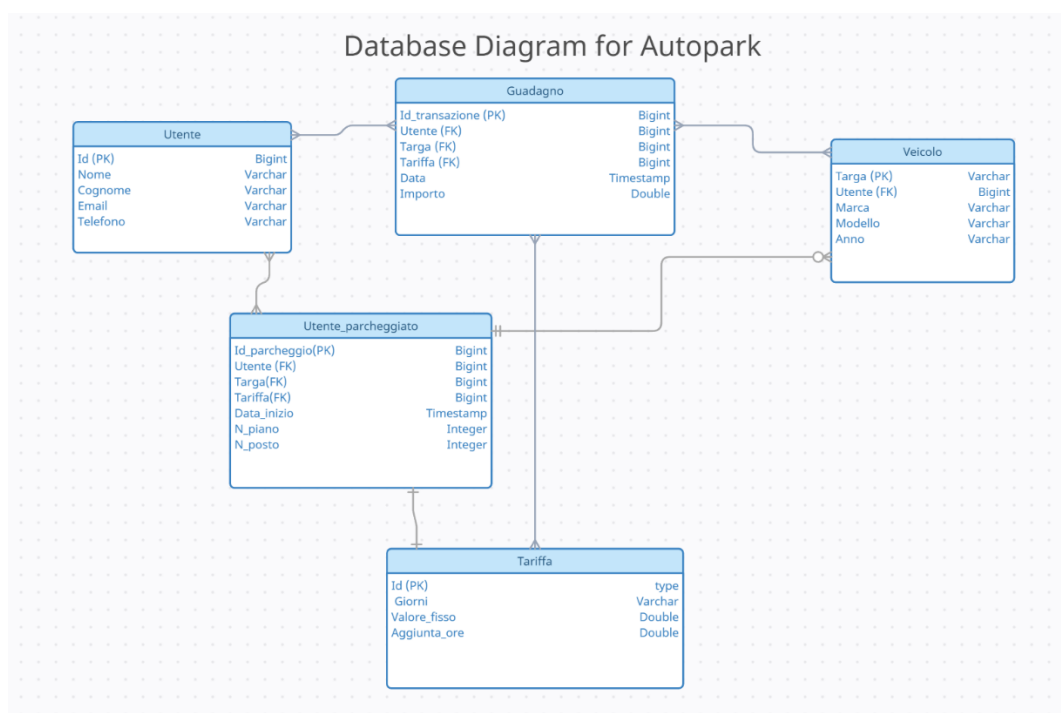 Database Diagram for Autopark
Guadagno
Id_transazione (PK) Bigint
Utente (FK) Bigint
Targa (FK) Bigint
Tariffa (FK) Bigint
Data Timestamp
Importo Double
Utente
Id (PK) Bigint
Nome Varchar
Cognome Varchar
Email Varchar
Telefono Varchar
Veicolo
Targa (PK) Varchar
Utente (FK) Bigint
Marca Varchar
Modello Varchar
Anno Varchar
Utente_parcheggiato
Id_parcheggio(PK) Bigint
Utente (FK) Bigint
Targa(FK) Bigint
Tariffa(FK) Bigint
Data_inizio Timestamp
N_piano Integer
N_posto Integer
Tariffa
Id (PK) type
Giorni Varchar
Valore_fisso Double
Aggiunta_ore Double